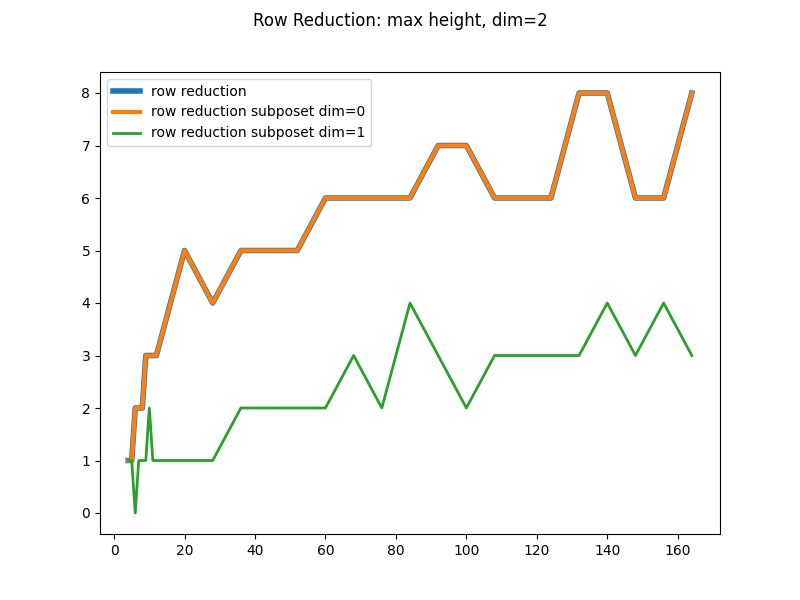 Row Reduction: max height, dim=2
row reduction
row reduction subposet dim=0
row reduction subposet dim=1
8
7
6
5
4
3
2
1
0
0 20 40 60 80 100 120 140 160